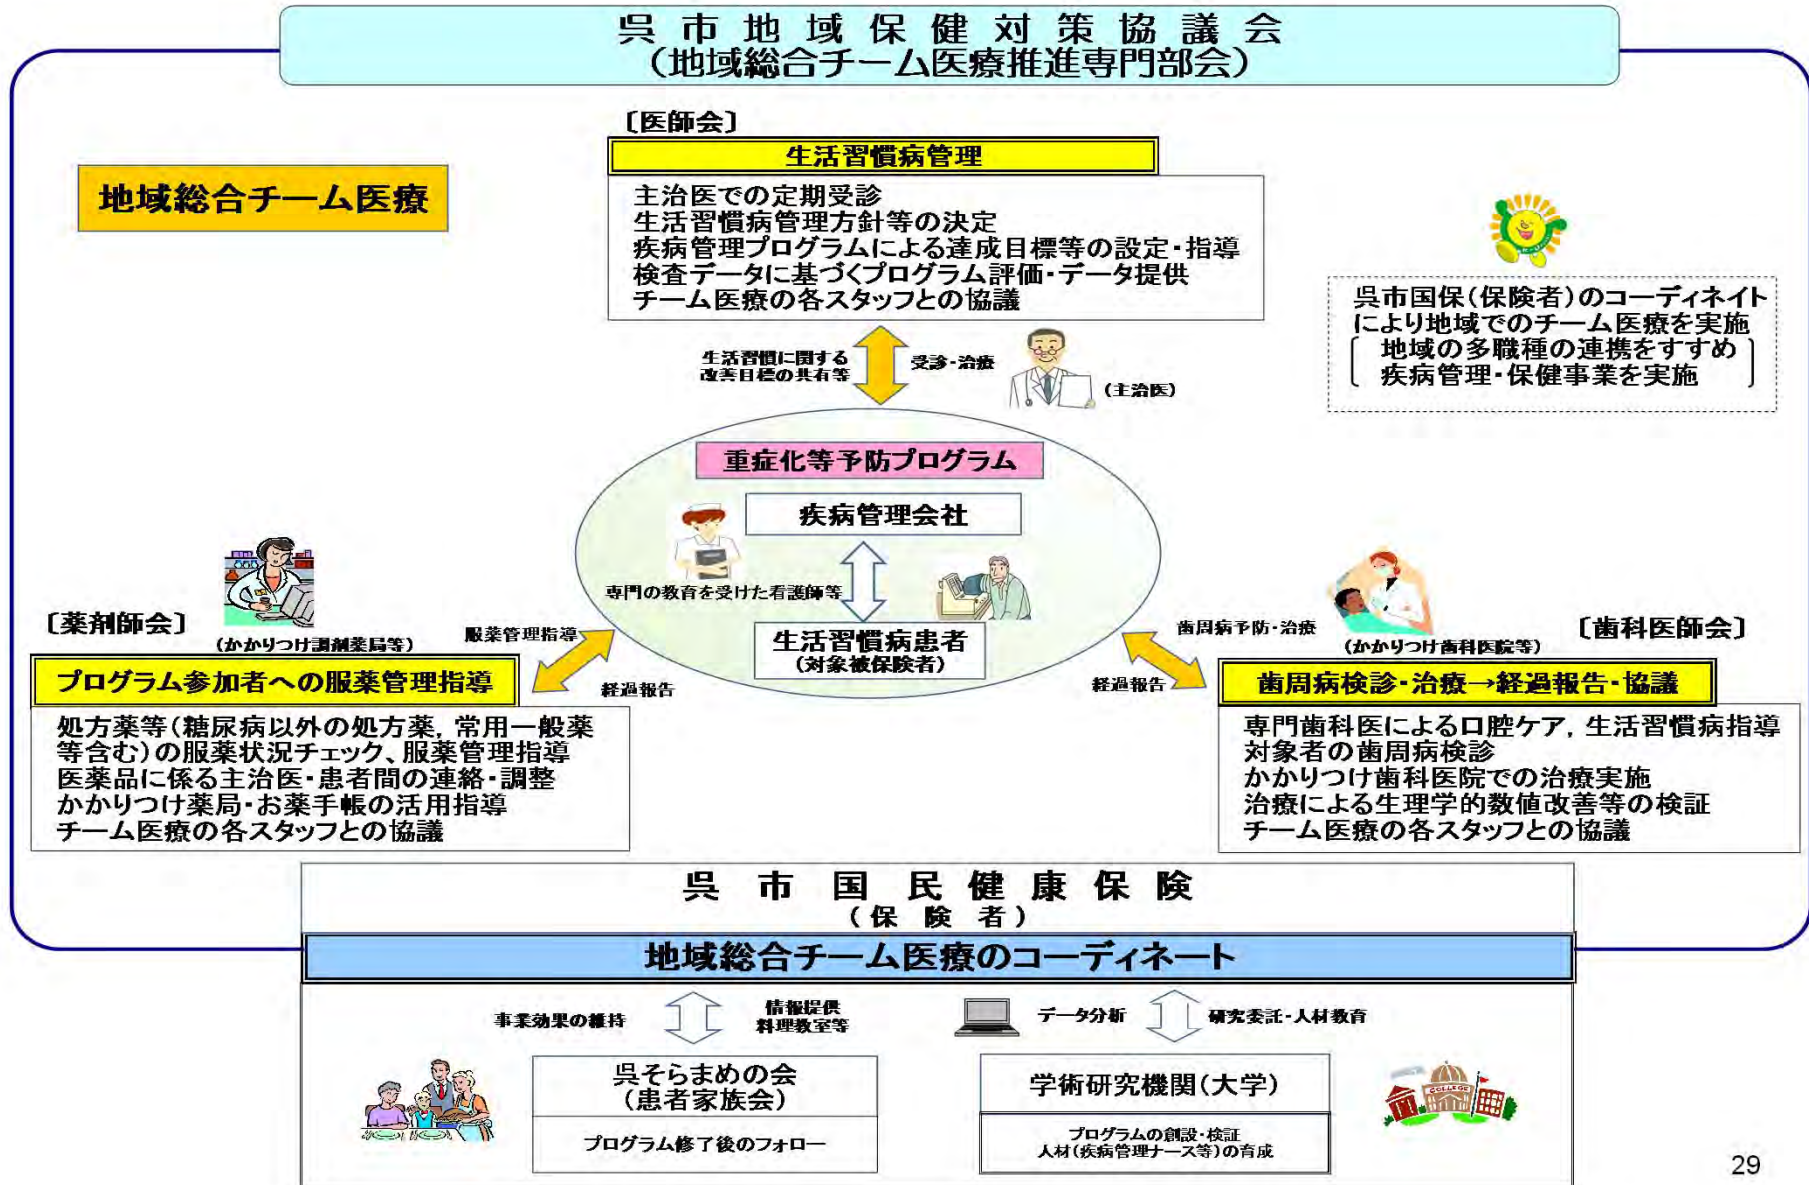 呉市地域保健対策協議会
(地域総合チーム医療推進専門部会)
〔医師会〕
生活習慣病管理
地域総合チーム医療
主治医での定期受診
生活習慣病管理方針等の決定
疾病管理プログラムによる達成目標等の設定・指導
検査データに基づくプログラム評価・データ提供
チーム医療の各スタッフとの協議
呉市国保(保険者)のコーディネイト
により地域でのチーム医療を実施
地域の多職種の連携をすすめ
疾病管理・保健事業を実施
生活習慣に関する
改善目標の共有等
受診・治療
(主治医)
重症化等予防プログラム
疾病管理会社
専門の教育を受けた看護師等
生活習慣病患者
(対象被保険者)
〔薬剤師会〕
(かかりつけ調剤薬局等)
服薬管理指導
経過報告
プログラム参加者への服薬管理指導
処方薬等(糖尿病以外の処方薬,常用一般薬
等含む)の服薬状況チェック、服薬管理指導
医薬品に係る主治医・患者間の連絡・調整
かかりつけ薬局・お薬手帳の活用指導
チーム医療の各スタッフとの協議
歯周病予防・治療
経過報告
(かかりつけ歯科医院等)
〔歯科医師会〕
歯周病検診・治療→経過報告・協議
専門歯科医による口腔ケア,生活習慣病指導
対象者の歯周病検診
かかりつけ歯科医院での治療実施
治療による生理学的数値改善等の検証
チーム医療の各スタッフとの協議
呉市国民健康保険
(保険者)
地域総合チーム医療のコーディネート
事業効果の維持
情報提供
料理教室等
データ分析
研究委託・人材教育
呉そらまめの会
(患者家族会)
プログラム修了後のフォロー
学術研究機関(大学)
プログラムの創設・検証
人材(疾病管理ナース等)の育成
COLLEGE
29